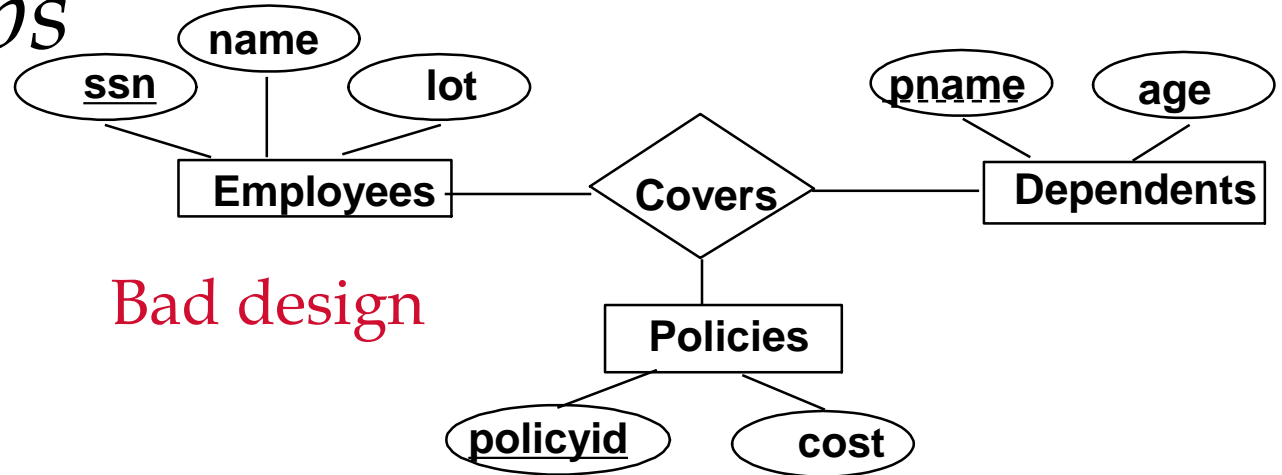 name
ssn
lot
pname
age
Employees
Covers
Dependents
Bad design
Policies
policyid
cost